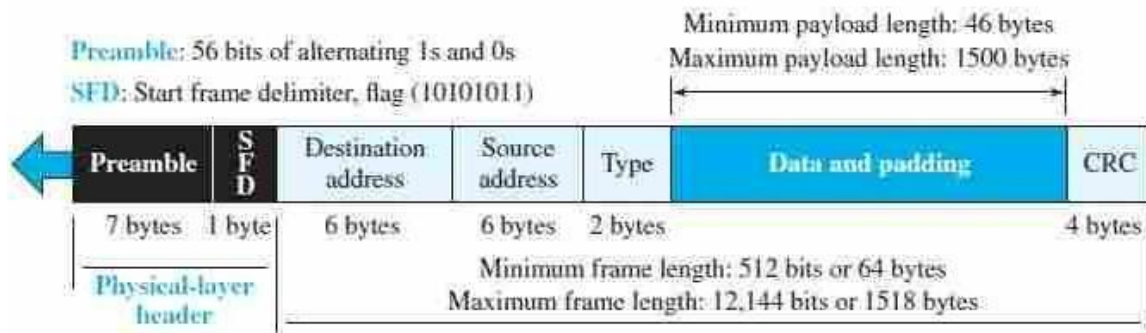 Minimum payload length: 46 bytes
Preamble: 56 bits of alternating 1s and 0s
Maximum payload length: 1500 bytes
SFD: Start frame delimiter, flag (10101011)
Preamble
SFD
Destination address
Source address
Type
Data and padding
CRC
7 bytes
1 byte
6 bytes
6 bytes
2 bytes
4 bytes
Physical-layer header
Minimum frame length: 512 bits or 64 bytes
Maximum frame length: 12,144 bits or 1518 bytes